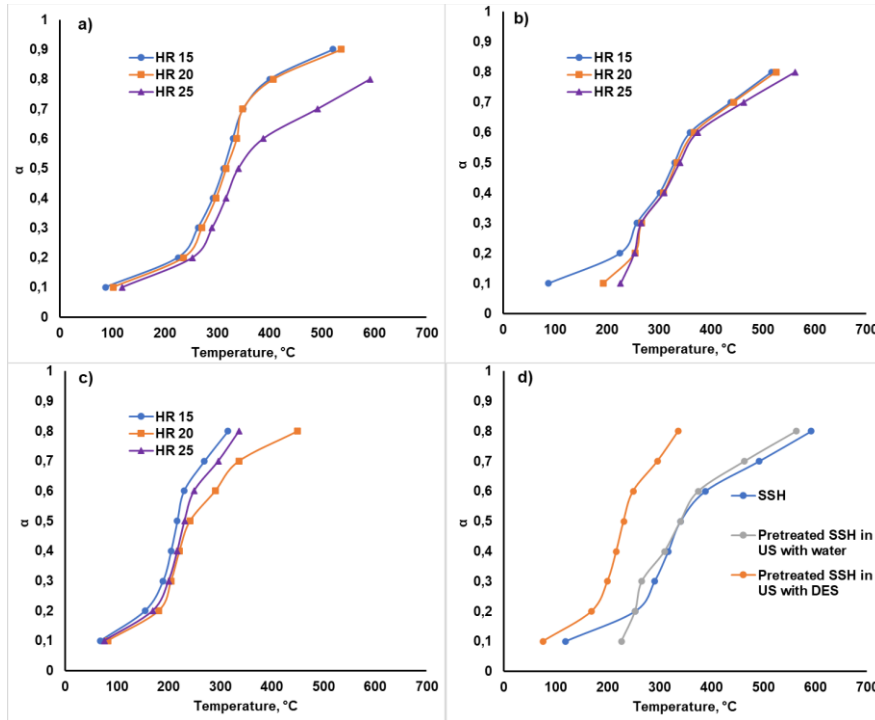 a)
HR 15
HR 20
HR 25
α
1
0,9
0,8
0,7
0,6
0,5
0,4
0,3
0,2
0,1
0
0 100 200 300 400 500 600 700
Temperature, °C
b)
HR 15
HR 20
HR 25
α
1
0,9
0,8
0,7
0,6
0,5
0,4
0,3
0,2
0,1
0
0 100 200 300 400 500 600 700
Temperature, °C
c)
HR 15
HR 20
HR 25
α
1
0,9
0,8
0,7
0,6
0,5
0,4
0,3
0,2
0,1
0
0 100 200 300 400 500 600 700
Temperature, °C
d)
SSH
Pretreated SSH in
US with water
Pretreated SSH in
US with DES
α
1
0,9
0,8
0,7
0,6
0,5
0,4
0,3
0,2
0,1
0
0 100 200 300 400 500 600 700
Temperature, °C